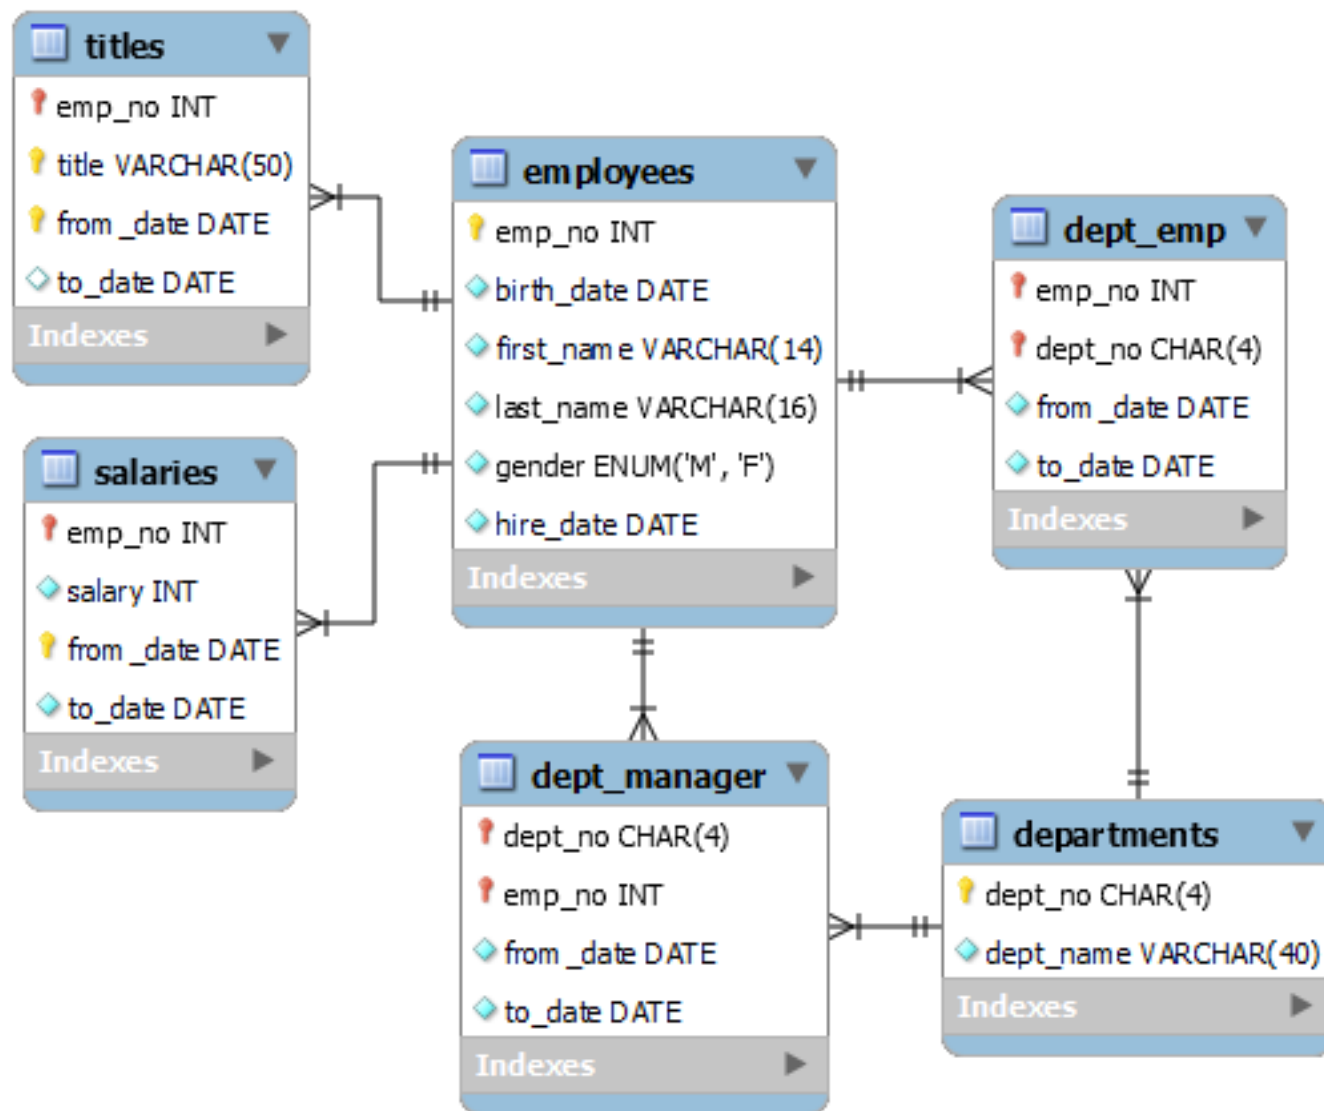 titles
emp_no INT
title VARCHAR(50)
from_date DATE
to_date DATE
Indexes
employees
emp_no INT
birth_date DATE
first_name VARCHAR(14)
last_name VARCHAR(16)
gender ENUM('M', 'F')
hire_date DATE
Indexes
dept_emp
emp_no INT
dept_no CHAR(4)
from_date DATE
to_date DATE
Indexes
salaries
emp_no INT
salary INT
from_date DATE
to_date DATE
Indexes
dept_manager
dept_no CHAR(4)
emp_no INT
from_date DATE
to_date DATE
Indexes
departments
dept_no CHAR(4)
dept_name VARCHAR(40)
Indexes